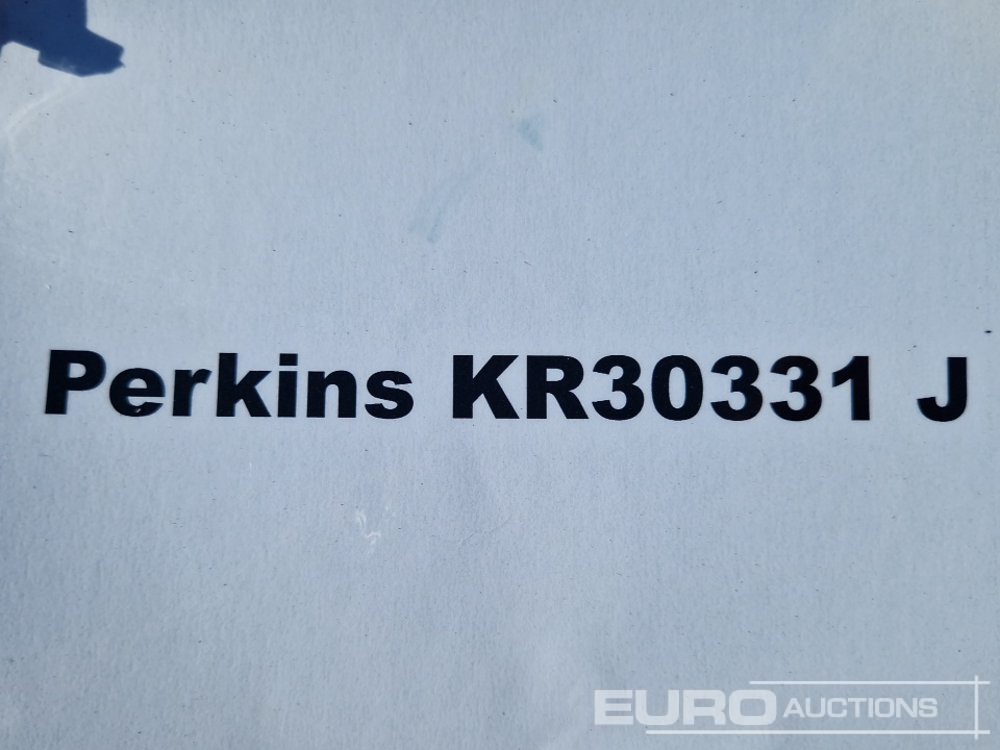 Perkins KR30331 J
EURO AUCTIONS